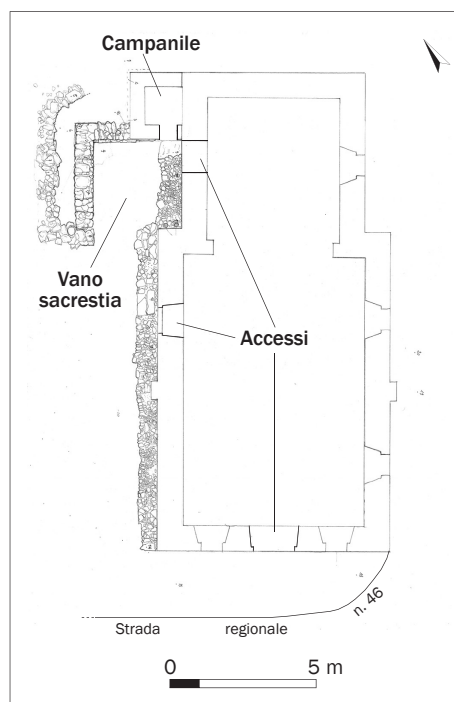 Campanile
Vano
sacrestia
Accessi
n. 46
Strada regionale
0 5 m